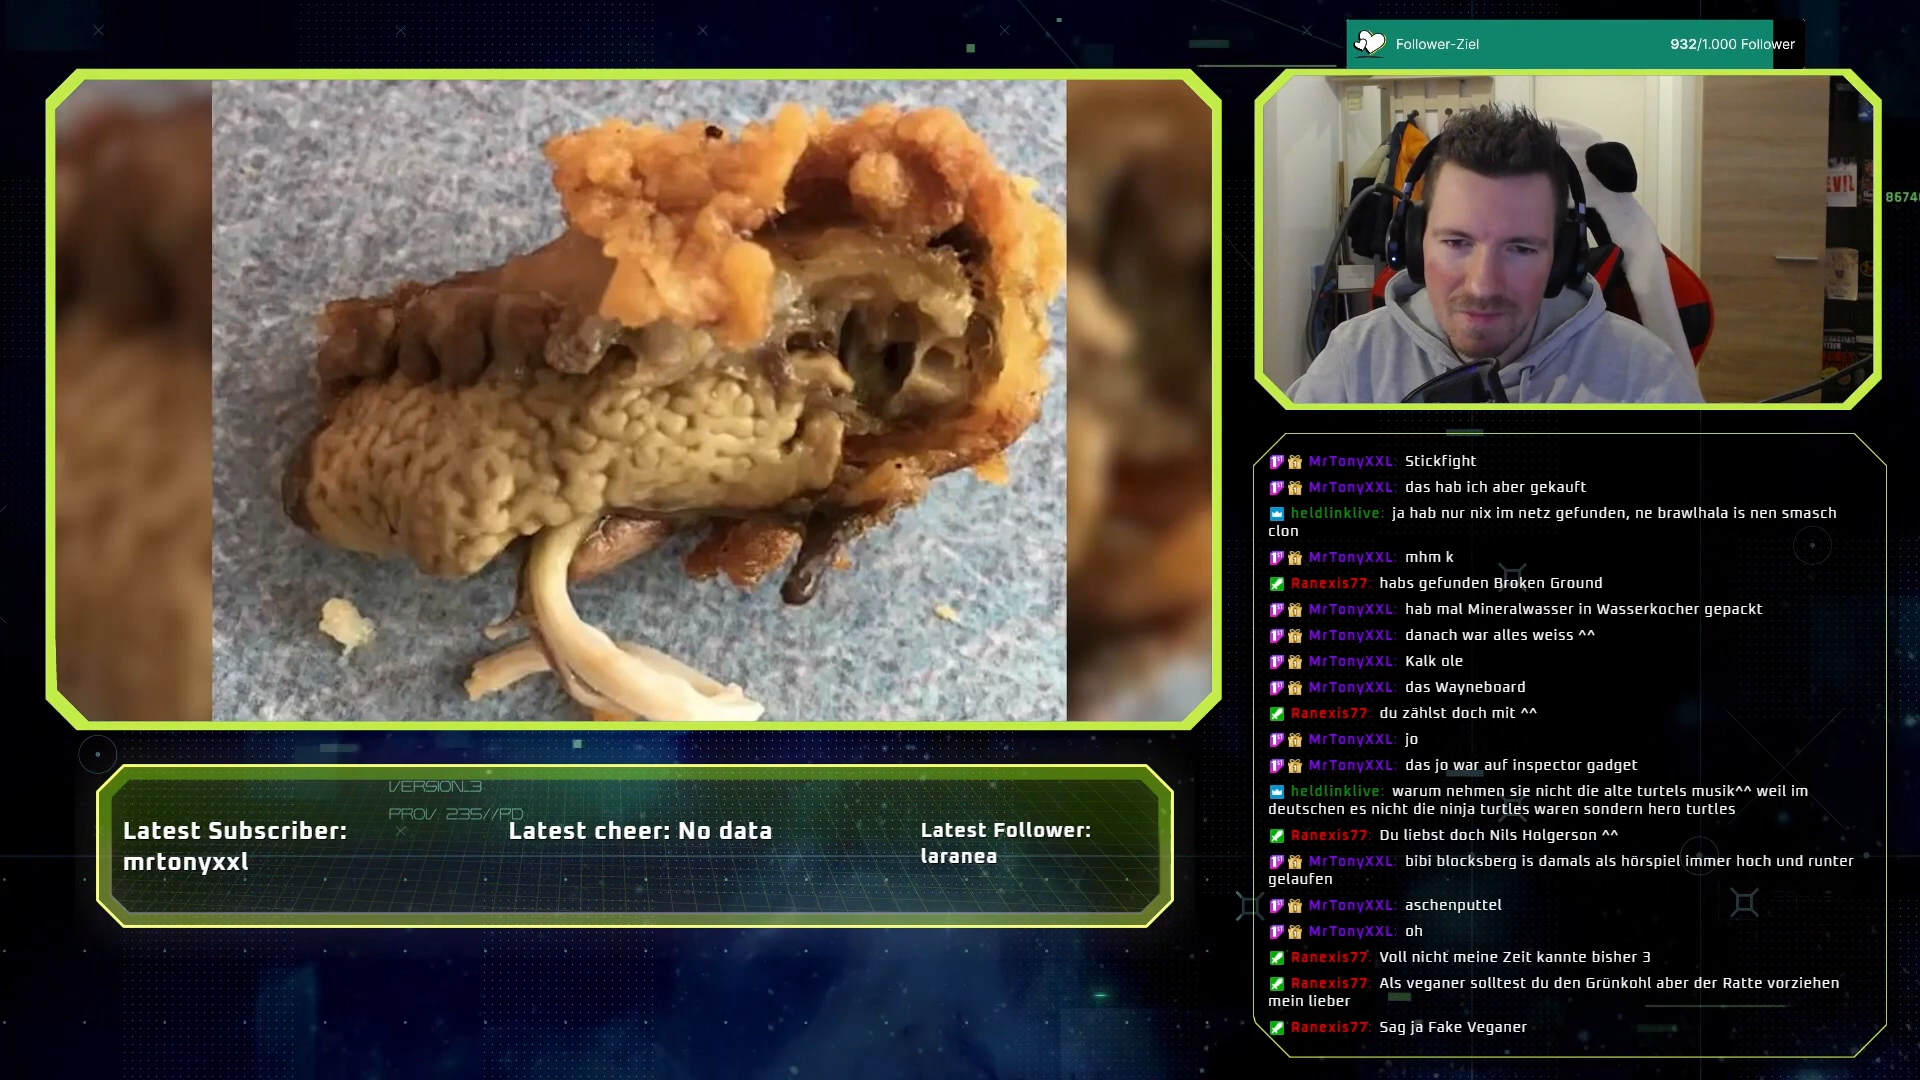 Follower-Ziel
932/1.000 Follower
8674
EVIL
MrTonyXXL: Stickfight
MrTonyXXL: das hab ich aber gekauft
heldlinklive: ja hab nur nix im netz gefunden, ne brawlhala is nen smasch
clon
MrTonyXXL: mhm k
Ranexis77: habs gefunden Broken Ground
MrTonyXXL: hab mal Mineralwasser in Wasserkocher gepackt
MrTonyXXL: danach war alles weiss ^^
MrTonyXXL: Kalk ole
MrTonyXXL: das Wayneboard
Ranexis77: du zählst doch mit ^^
MrTonyXXL: jo
MrTonyXXL: das jo war auf inspector gadget
heldlinklive: warum nehmen sie nicht die alte turtels musik^^ weil im
deutschen es nicht die ninja turtles waren sondern hero turtles
Ranexis77: Du liebst doch Nils Holgerson ^^
MrTonyXXL: bibi blocksberg is damals als hörspiel immer hoch und runter
gelaufen
MrTonyXXL: aschenputtel
MrTonyXXL: oh
Ranexis77: Voll nicht meine Zeit kannte bisher 3
Ranexis77: Als veganer solltest du den Grünkohl aber der Ratte vorziehen
mein lieber
Ranexis77: Sag ja Fake Veganer
VERSION_3
PROV. 235//PD
Latest Subscriber:
mrtonyxxl
Latest cheer: No data
Latest Follower:
laranea